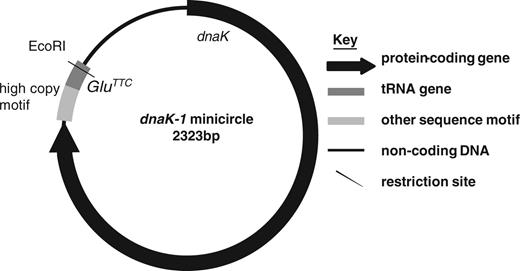 dnaK
EcoRI
Glu^TTC
high copy
motif
dnaK-1 minicircle
2323bp
Key
protein-coding gene
tRNA gene
other sequence motif
non-coding DNA
restriction site